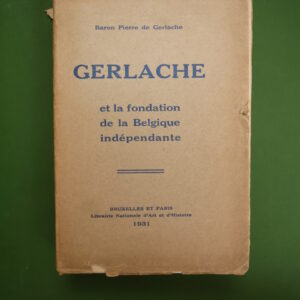 Baron Pierre de Gerlache
GERLACHE
et la fondation
de la Belgique
indépendante
BRUXELLES ET PARIS
Librairie Nationale d'Art et d'Histoire
1931